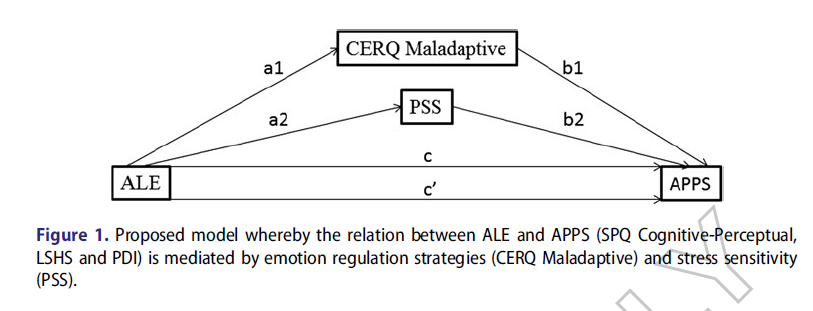 CERQ Maladaptive
a1
b1
PSS
a2
b2
c
ALE
APPS
c′
Figure 1. Proposed model whereby the relation between ALE and APPS (SPQ Cognitive-Perceptual,
LSHS and PDI) is mediated by emotion regulation strategies (CERQ Maladaptive) and stress sensitivity
(PSS).